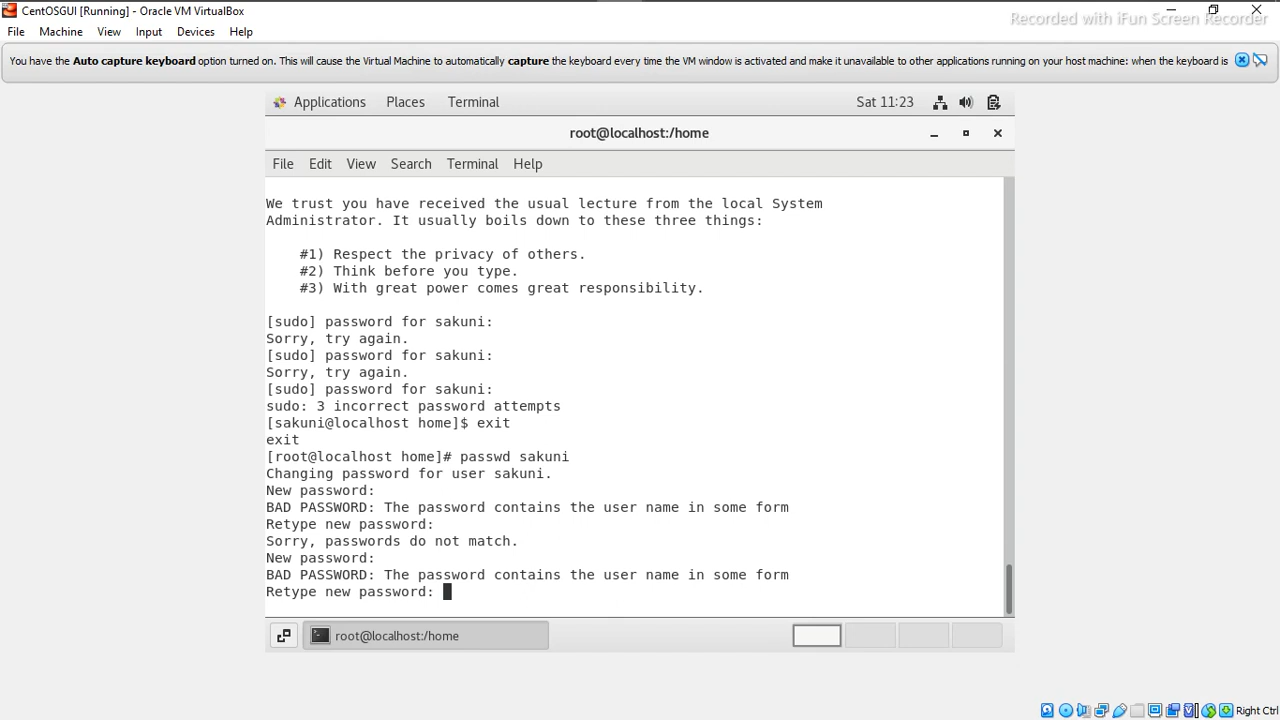 CentOSGUI [Running] - Oracle VM VirtualBox
Recorded with iFun Screen Recorder
File Machine View Input Devices Help
You have the Auto capture keyboard option turned on. This will cause the Virtual Machine to automatically capture the keyboard every time the VM window is activated and make it unavailable to other applications running on your host machine: when the keyboard is
Applications Places Terminal Sat 11:23
root@localhost:/home
File Edit View Search Terminal Help
We trust you have received the usual lecture from the local System
Administrator. It usually boils down to these three things:
#1) Respect the privacy of others.
#2) Think before you type.
#3) With great power comes great responsibility.
[sudo] password for sakuni:
Sorry, try again.
[sudo] password for sakuni:
Sorry, try again.
[sudo] password for sakuni:
sudo: 3 incorrect password attempts
[sakuni@localhost home]$ exit
exit
[root@localhost home]# passwd sakuni
Changing password for user sakuni.
New password:
BAD PASSWORD: The password contains the user name in some form
Retype new password:
Sorry, passwords do not match.
New password:
BAD PASSWORD: The password contains the user name in some form
Retype new password:
root@localhost:/home
Right Ctrl